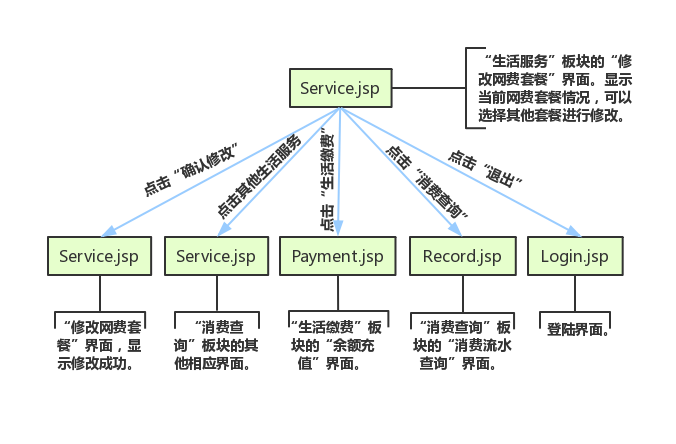 “生活服务”板块的“修
改网费套餐”界面。显示
当前网费套餐情况，可以
选择其他套餐进行修改。
Service.jsp
点击“确认修改”
点击其他生活服务
点击“生活缴费”
点击“消费查询”
点击“退出”
Service.jsp
Service.jsp
Payment.jsp
Record.jsp
Login.jsp
“修改网费套
餐”界面，显
示修改成功。
“消费查
询”板块的其
他相应界面。
“生活缴费”板
块的“余额充
值”界面。
“消费查询”板
块的“消费流水
查询”界面。
登陆界面。